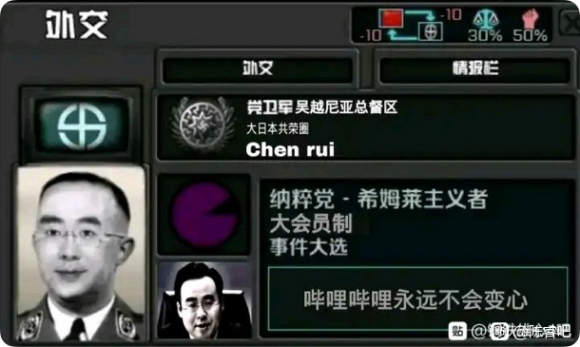 外交
-10
-10
30%
50%
外交
情报栏
党卫军吴越尼亚总督区
大日本共荣圈
Chen rui
纳粹党 - 希姆莱主义者
大会员制
事件大选
哔哩哔哩永远不会变心